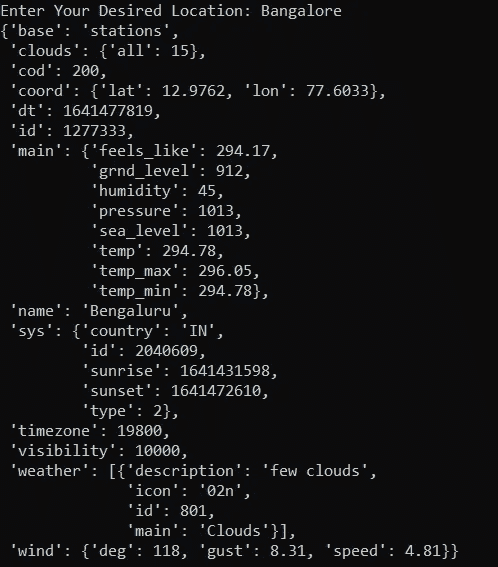 Enter Your Desired Location: Bangalore
{'base': 'stations',
 'clouds': {'all': 15},
 'cod': 200,
 'coord': {'lat': 12.9762, 'lon': 77.6033},
 'dt': 1641477819,
 'id': 1277333,
 'main': {'feels_like': 294.17,
          'grnd_level': 912,
          'humidity': 45,
          'pressure': 1013,
          'sea_level': 1013,
          'temp': 294.78,
          'temp_max': 296.05,
          'temp_min': 294.78},
 'name': 'Bengaluru',
 'sys': {'country': 'IN',
         'id': 2040609,
         'sunrise': 1641431598,
         'sunset': 1641472610,
         'type': 2},
 'timezone': 19800,
 'visibility': 10000,
 'weather': [{'description': 'few clouds',
              'icon': '02n',
              'id': 801,
              'main': 'Clouds'}],
 'wind': {'deg': 118, 'gust': 8.31, 'speed': 4.81}}